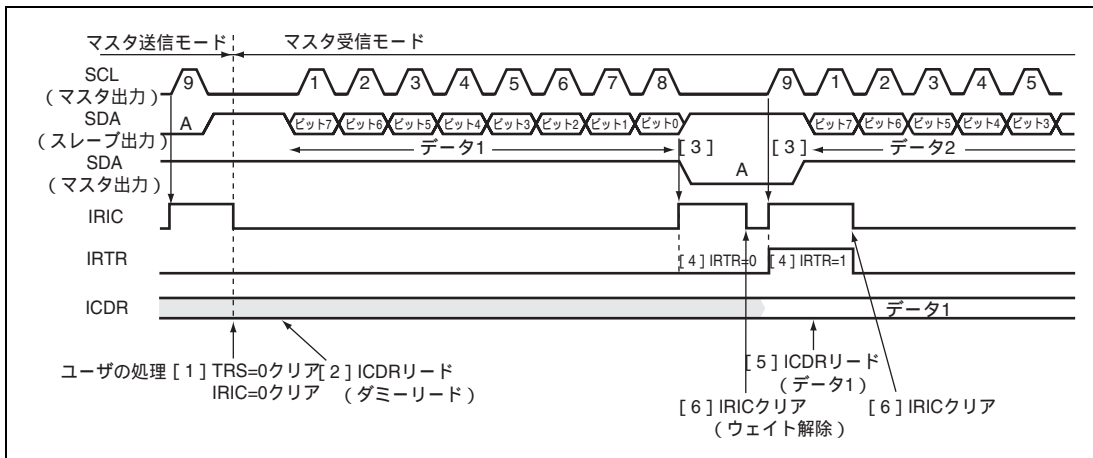 マスタ送信モード マスタ受信モード
SCL
（マスタ出力）
9 1 2 3 4 5 6 7 8 9 1 2 3 4 5
SDA
（スレーブ出力）
A ビット7 ビット6 ビット5 ビット4 ビット3 ビット2 ビット1 ビット0 ビット7 ビット6 ビット5 ビット4 ビット3
データ1 [ 3 ] [ 3 ] データ2
SDA
（マスタ出力）
A
IRIC
IRTR
[ 4 ] IRTR=0 [ 4 ] IRTR=1
ICDR
データ1
ユーザの処理 [ 1 ] TRS=0クリア
IRIC=0クリア
[ 2 ] ICDRリード
（ダミーリード）
[ 5 ] ICDRリード
（データ1）
[ 6 ] IRICクリア
（ウェイト解除）
[ 6 ] IRICクリア